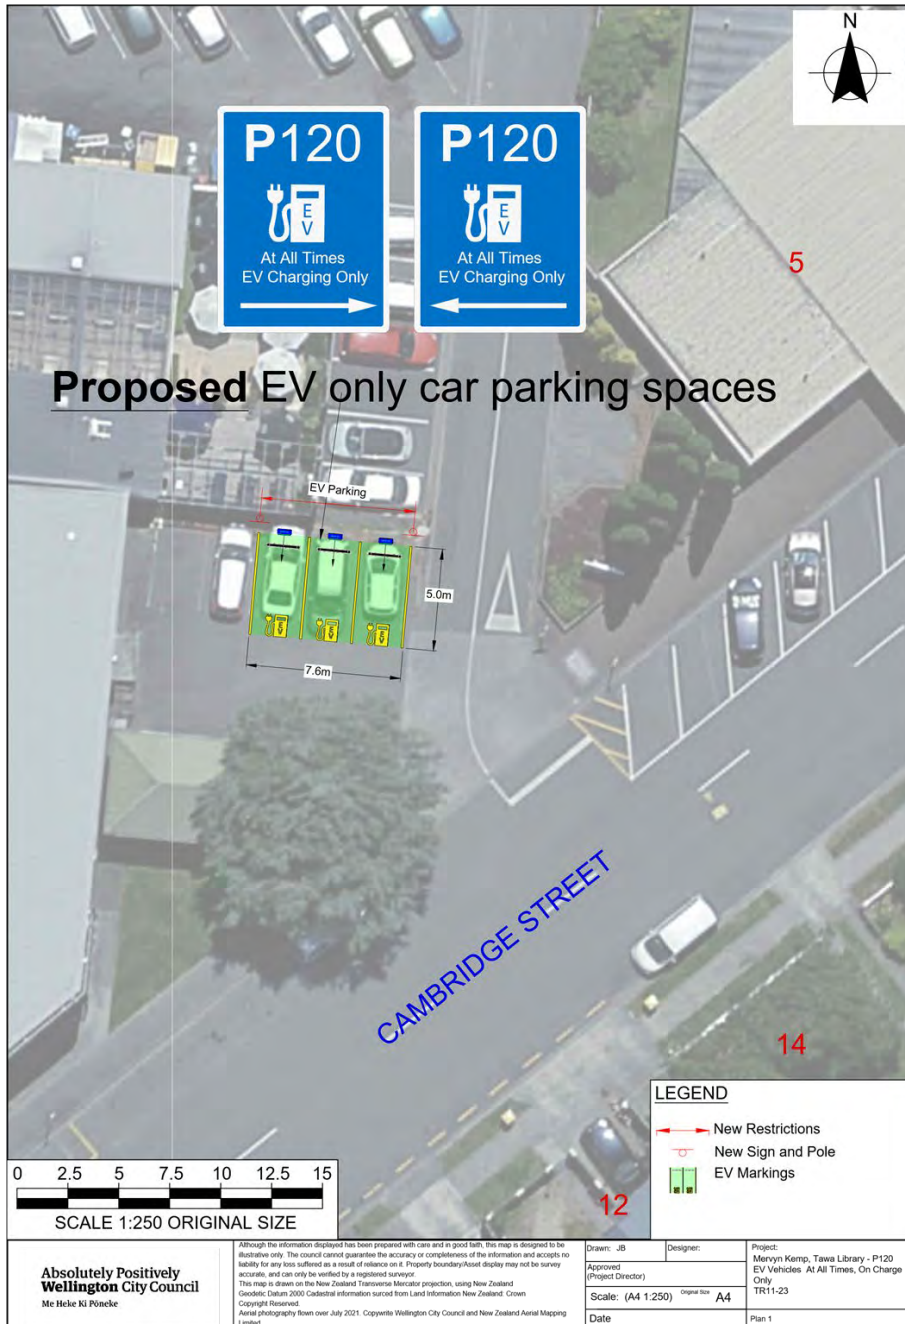 N
P120
EV
At All Times
EV Charging Only
P120
EV
At All Times
EV Charging Only
5
Proposed EV only car parking spaces
EV Parking
5.0m
EV
EV
EV
7.6m
CAMBRIDGE STREET
14
12
LEGEND
New Restrictions
New Sign and Pole
EV Markings
0 2.5 5 7.5 10 12.5 15
SCALE 1:250 ORIGINAL SIZE
Absolutely Positively
Wellington City Council
Me Heke Ki Pōneke
Although the information displayed has been prepared with care and in good faith, this map is designed to be
illustrative only. The council cannot guarantee the accuracy or completeness of the information and accepts no
liability for any loss suffered as a result of reliance on it. Property boundary/Asset display may not be survey
accurate, and can only be verified by a registered surveyor.
This map is drawn on the New Zealand Transverse Mercator projection, using New Zealand
Geodetic Datum 2000 Cadastral information surced from Land Information New Zealand: Crown
Copyright Reserved.
Aerial photography flown over July 2021. Copywrite Wellington City Council and New Zealand Aerial Mapping
Limited
Drawn: JB
Designer:
Approved
(Project Director)
Scale: (A4 1:250) Original Size A4
Date
Project:
Mervyn Kemp, Tawa Library - P120
EV Vehicles At All Times, On Charge
Only
TR11-23
Plan 1